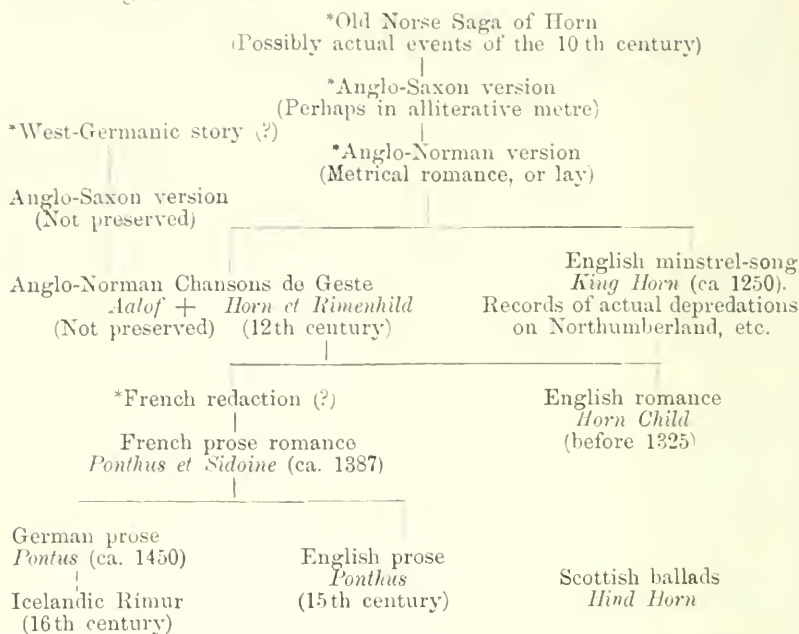 *Old Norse Saga of Horn
(Possibly actual events of the 10th century)
*Anglo-Saxon version
(Perhaps in alliterative metre)
*West-Germanic story (?)
*Anglo-Norman version
(Metrical romance, or lay)
Anglo-Saxon version
(Not preserved)
English minstrel-song
King Horn (ca 1250).
Records of actual depredations
on Northumberland, etc.
Anglo-Norman Chansons de Geste
Aalof + Horn et Rimenhild
(Not preserved) (12th century)
*French redaction (?)
English romance
Horn Child
(before 1325)
French prose romance
Ponthus et Sidoine (ca. 1387)
German prose
Pontus (ca. 1450)
English prose
Ponthus
(15th century)
Scottish ballads
Hind Horn
Icelandic Rimur
(16th century)